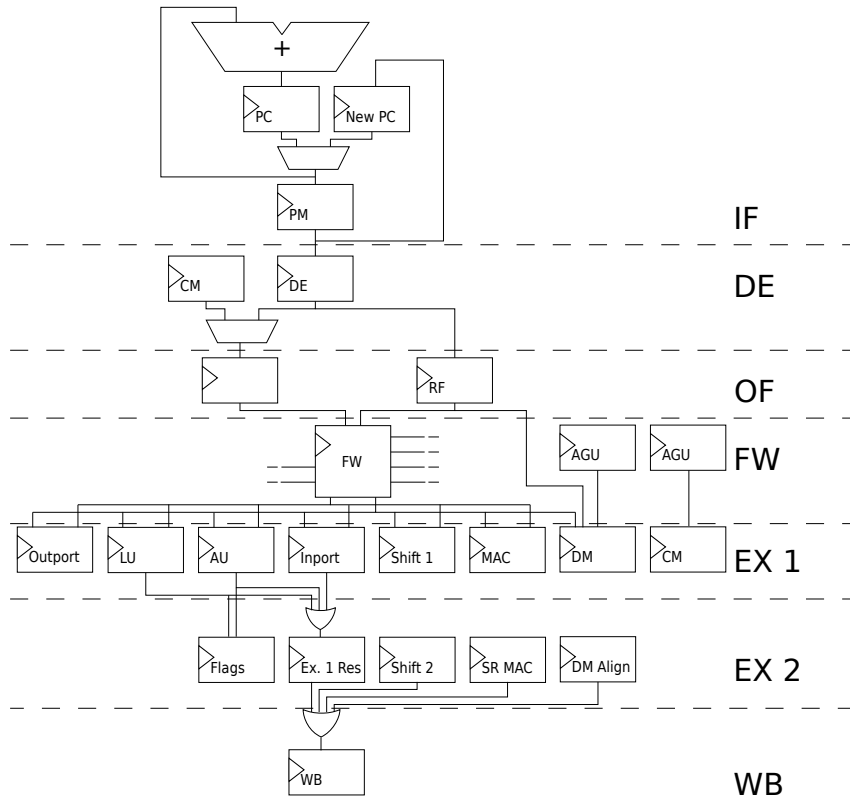 +
PC
New PC
PM
IF
CM
DE
DE
RF
OF
FW
AGU
AGU
FW
Outport
LU
AU
Inport
Shift 1
MAC
DM
CM
EX 1
Flags
Ex. 1 Res
Shift 2
SR MAC
DM Align
EX 2
WB
WB